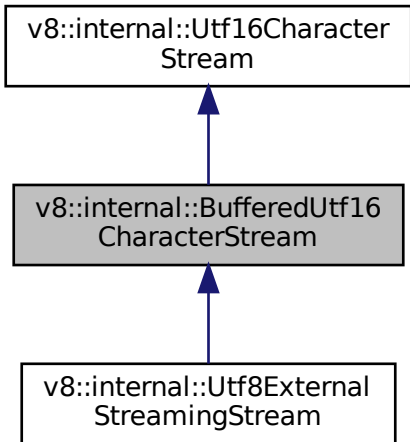 v8::internal::Utf16Character
Stream
v8::internal::BufferedUtf16
CharacterStream
v8::internal::Utf8External
StreamingStream